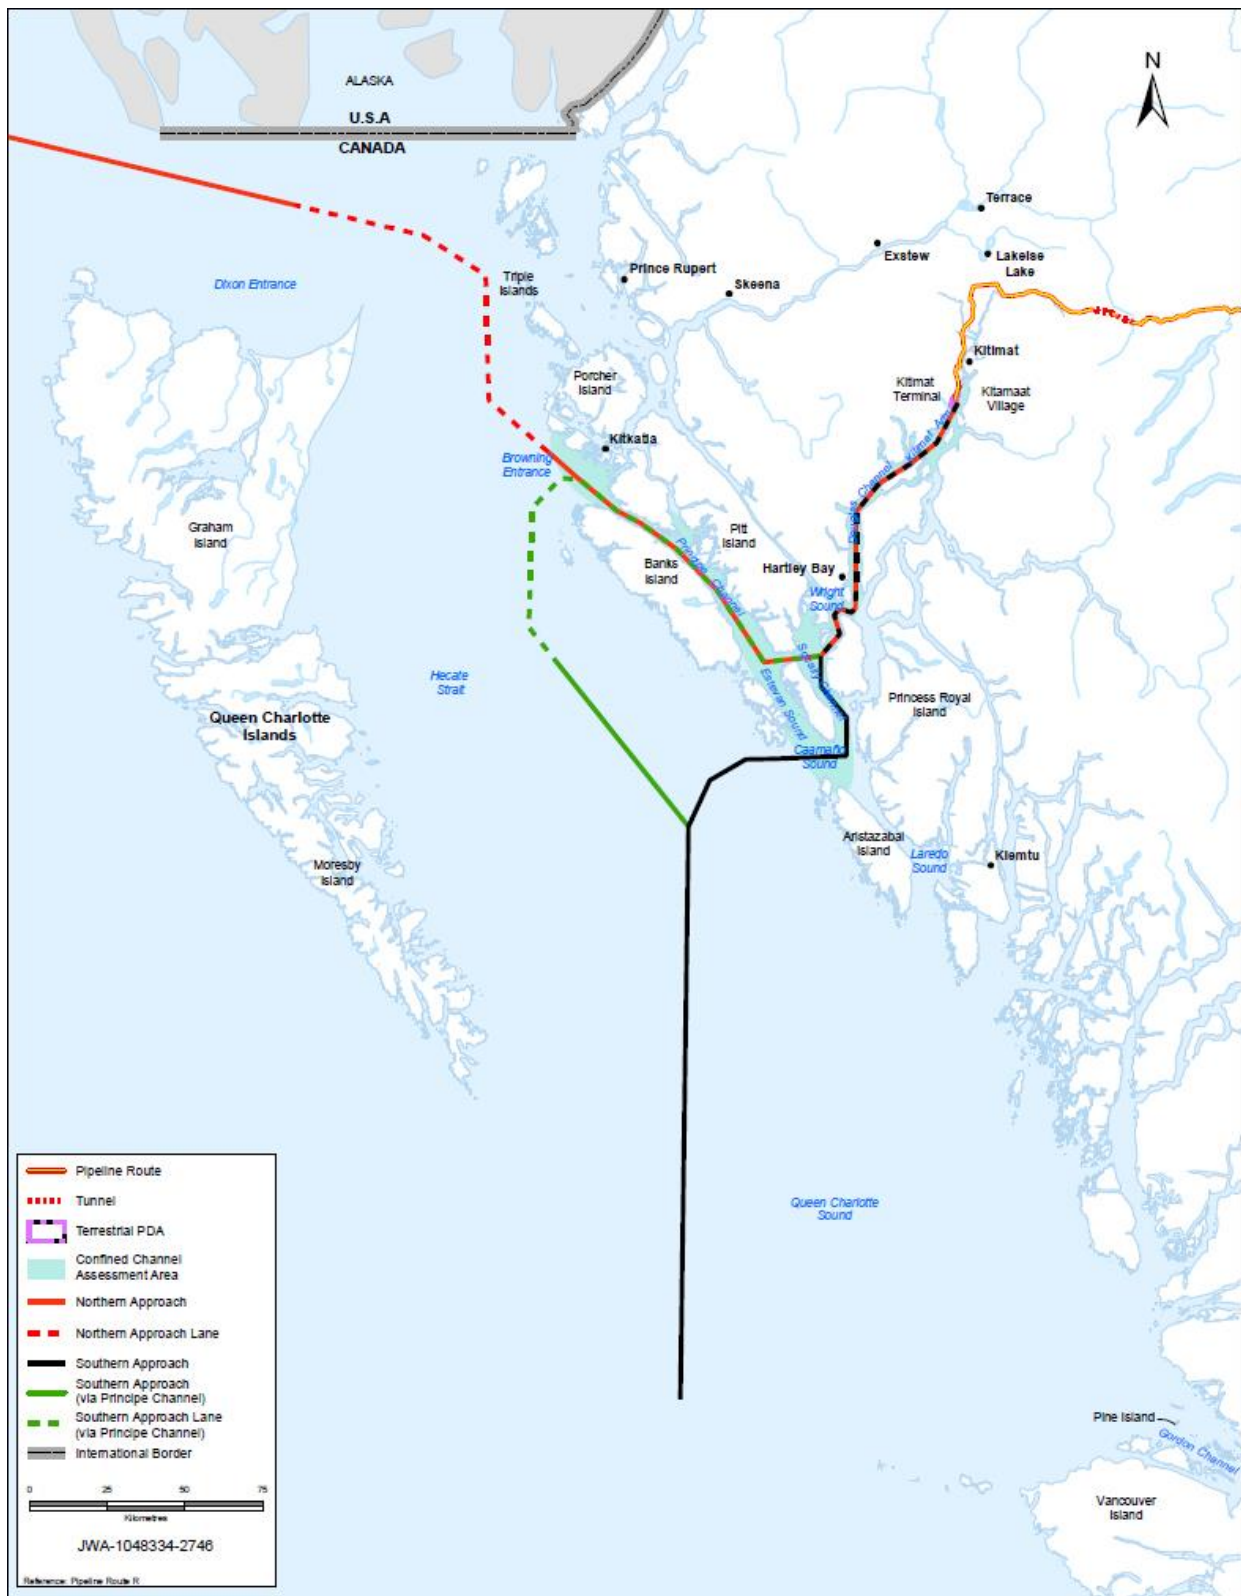 N
ALASKA
U.S.A
CANADA
Terrace
Exstew
Lakelse
Lake
Prince Rupert
Skeena
Triple
Islands
Dixon Entrance
Kitimat
Porcher
Island
Kitimat
Terminal
Kitamaat
Village
Kitkatla
Browning
Entrance
Douglas Channel
Kitimat Arm
Graham
Island
Pitt
Island
Principe Channel
Banks
Island
Hartley Bay
Wright
Sound
Hecate
Strait
Squally Channel
Estevan Sound
Princess Royal
Island
Queen Charlotte
Islands
Caamaño
Sound
Aristazabal
Island
Laredo
Sound
Klemtu
Moresby
Island
Queen Charlotte
Sound
Pine Island
Gordon Channel
Vancouver
Island
Pipeline Route
Tunnel
Terrestrial PDA
Confined Channel
Assessment Area
Northern Approach
Northern Approach Lane
Southern Approach
Southern Approach
(via Principe Channel)
Southern Approach Lane
(via Principe Channel)
International Border
0 25 50 75
Kilometres
JWA-1048334-2746
Reference: Pipeline Route R